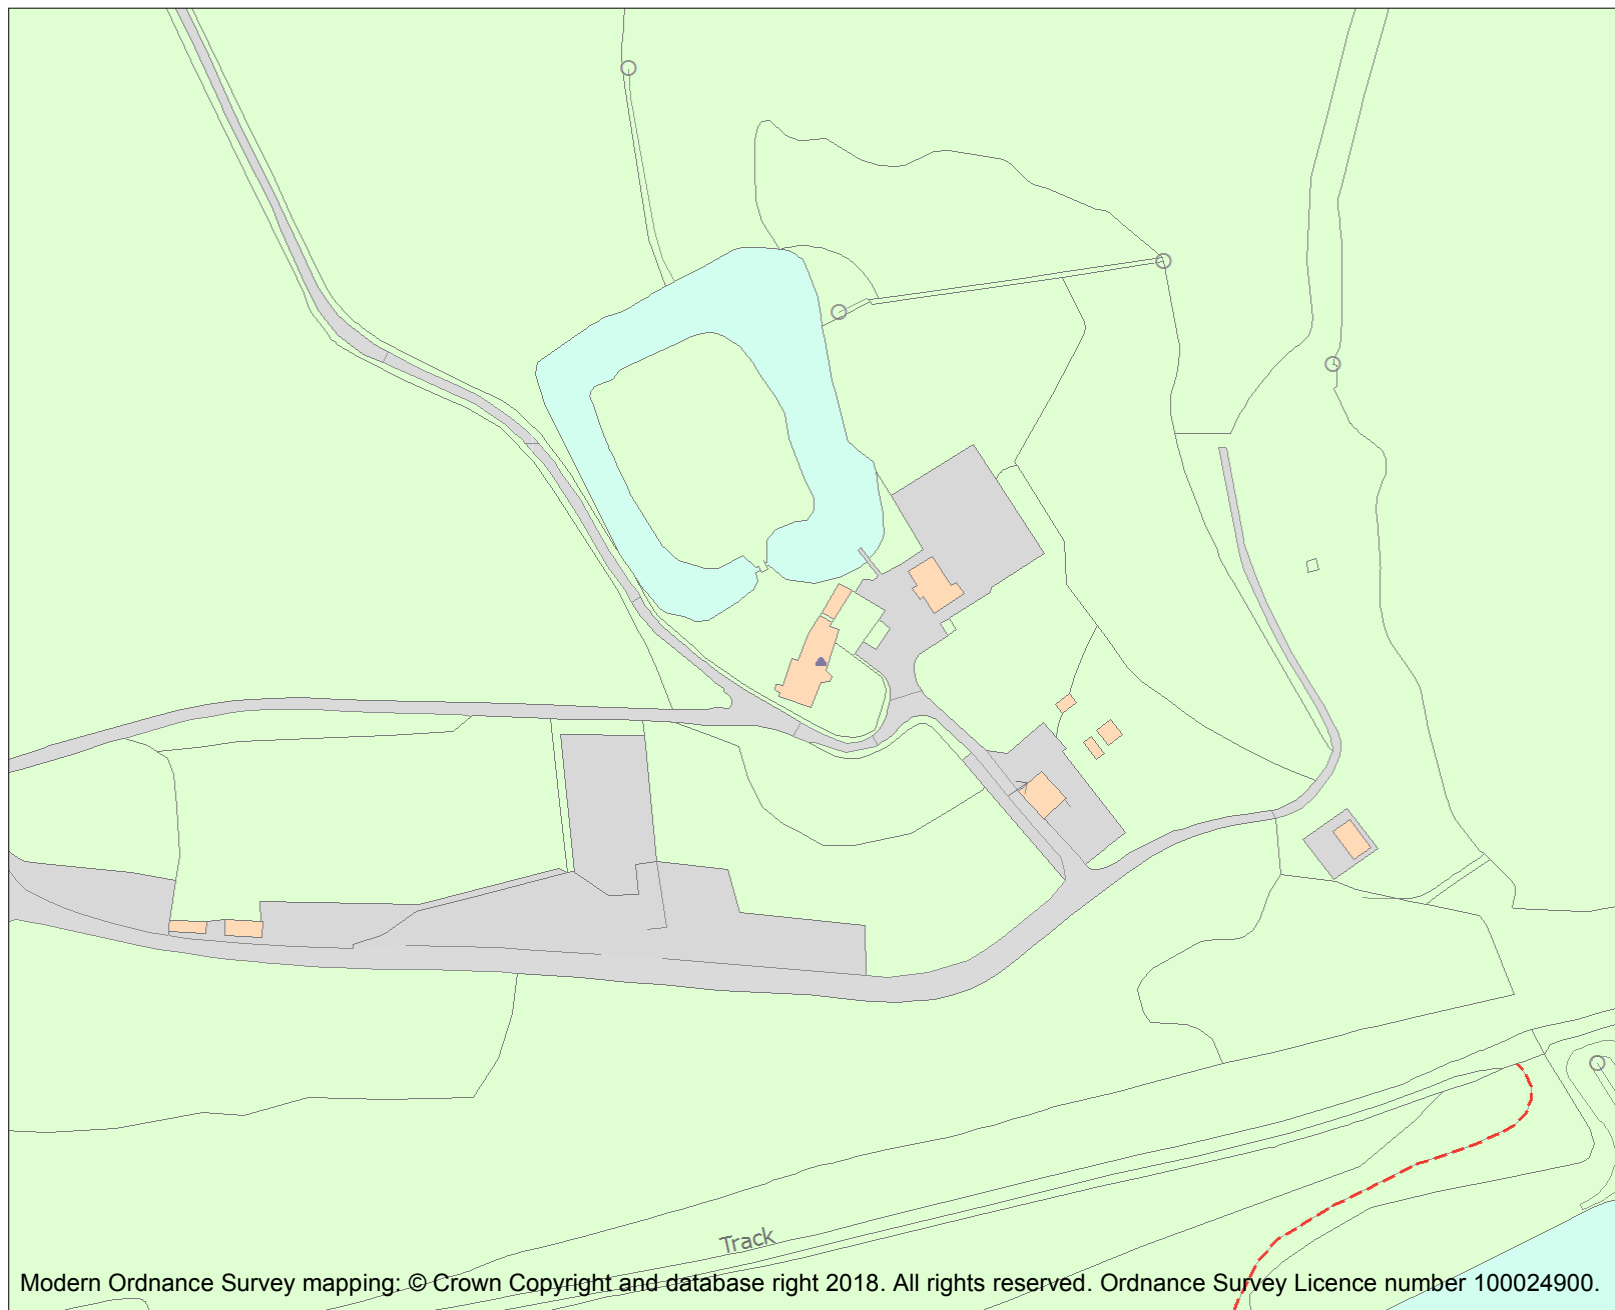 Track
Modern Ordnance Survey mapping: © Crown Copyright and database right 2018. All rights reserved. Ordnance Survey Licence number 100024900.